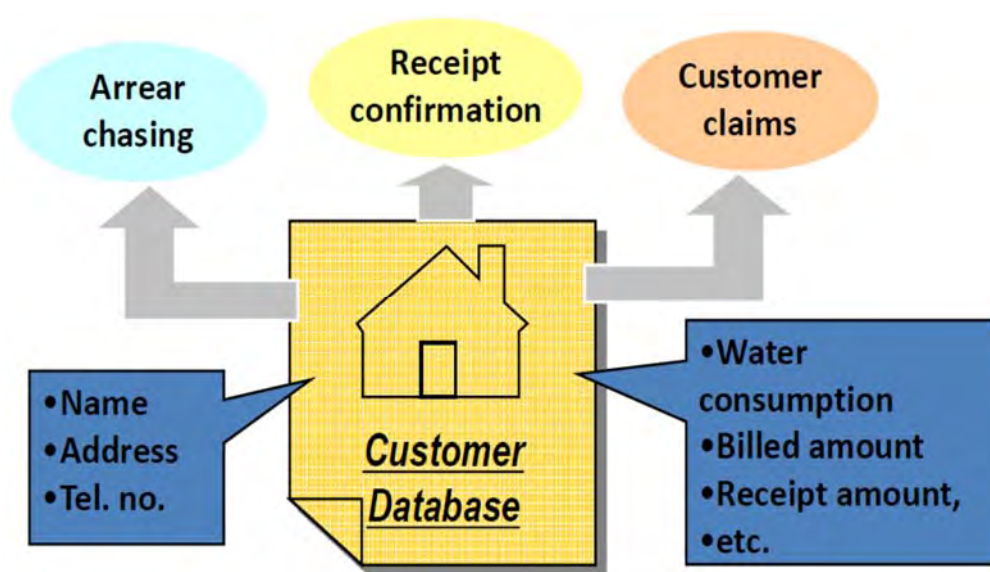 Arrear
chasing
Receipt
confirmation
Customer
claims
•Name
•Address
•Tel. no.
Customer
Database
•Water
consumption
•Billed amount
•Receipt amount,
•etc.